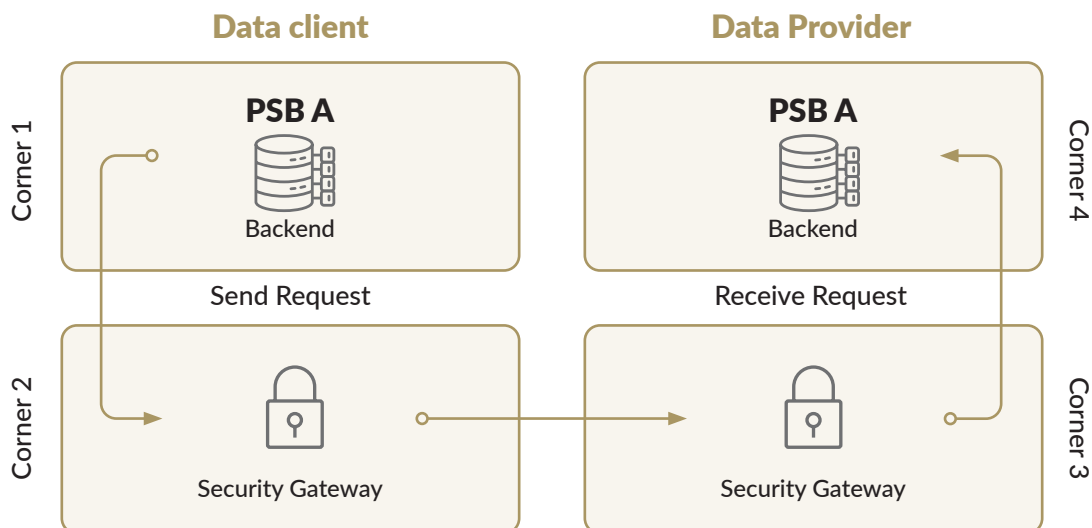 Data client
Data Provider
Corner 1
PSB A
Backend
PSB A
Backend
Corner 4
Send Request
Receive Request
Corner 2
Security Gateway
Security Gateway
Corner 3